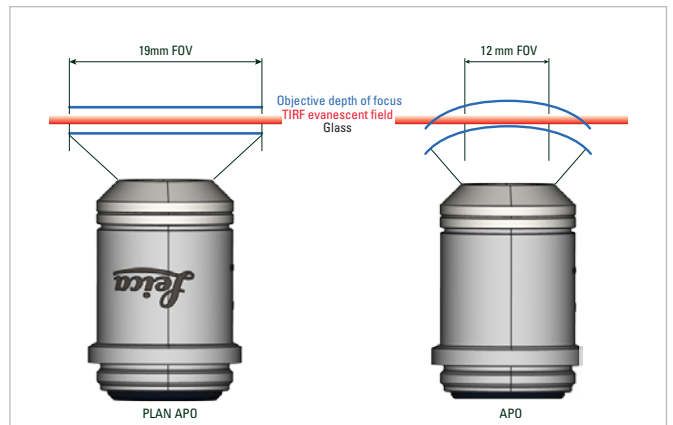 19mm FOV
12 mm FOV
Objective depth of focus
TIRF evanescent field
Glass
Leica
PLAN APO
APO